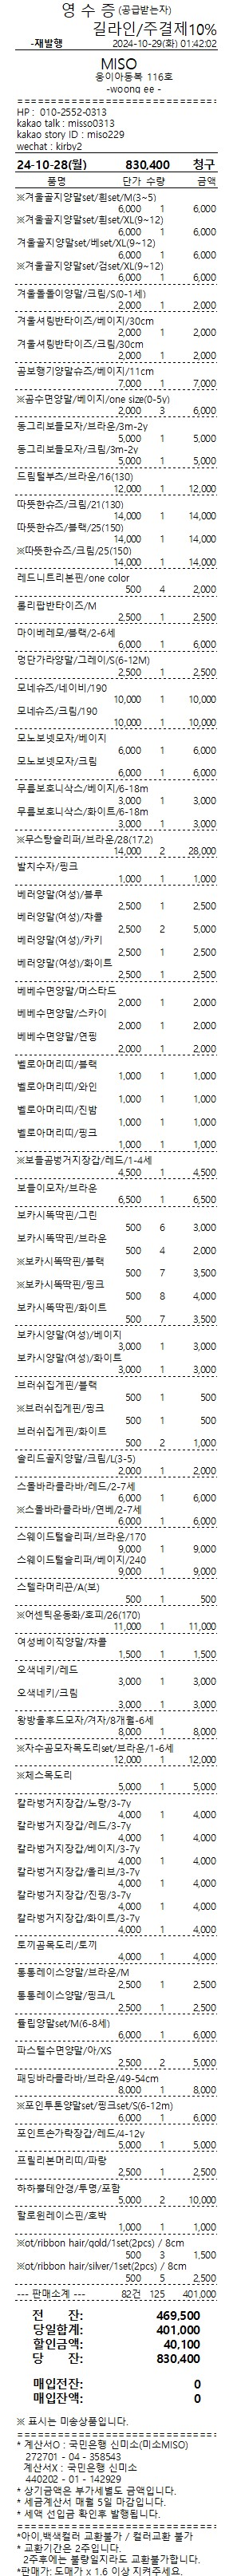 영 수 증 (공급받는자)
길라인/주결제10%
-재발행 2024-10-29(화) 01:42:02
MISO
웅이아동복 116호
-woong ee -
HP : 010-2552-0313
kakao talk : misso0313
kakao story ID : miso229
wechat : kirby2
24-10-28(월) 830,400 청구
품명 단가 수량 금액
※겨울골지양말set/흰set/M(3~5)
6,000 1 6,000
※겨울골지양말set/흰set/XL(9~12)
6,000 1 6,000
겨울골지양말set/베set/XL(9~12)
6,000 1 6,000
※겨울골지양말set/검set/XL(9~12)
6,000 1 6,000
겨울돌돌이양말/크림/S(0-1세)
2,000 1 2,000
겨울셔링반타이즈/베이지/30cm
2,000 1 2,000
겨울셔링반타이즈/크림/30cm
2,000 1 2,000
곰보행기양말슈즈/베이지/11cm
7,000 1 7,000
※곰수면양말/베이지/one size(0-5y)
2,000 3 6,000
동그리보들모자/브라운/3m-2y
5,000 1 5,000
동그리보들모자/크림/3m-2y
5,000 1 5,000
드림털부츠/브라운/16(130)
12,000 1 12,000
따뜻한슈즈/크림/21(130)
14,000 1 14,000
따뜻한슈즈/블랙/25(150)
14,000 1 14,000
※따뜻한슈즈/크림/25(150)
14,000 1 14,000
레드니트리본핀/one color
500 4 2,000
롤리팝반타이즈/M
2,500 1 2,500
마이베레모/블랙/2-6세
6,000 1 6,000
멍단가라양말/그레이/S(6-12M)
2,500 1 2,500
모네슈즈/네이비/190
10,000 1 10,000
모네슈즈/크림/190
10,000 1 10,000
모노보넷모자/베이지
6,000 1 6,000
모노보넷모자/크림
6,000 1 6,000
무릎보호니삭스/베이지/6-18m
3,000 1 3,000
무릎보호니삭스/화이트/6-18m
3,000 1 3,000
※무스탕슬리퍼/브라운/28(17.2)
14,000 2 28,000
발치수자/핑크
1,000 1 1,000
베러양말(여성)/블루
2,500 1 2,500
베러양말(여성)/챠콜
2,500 2 5,000
베러양말(여성)/카키
2,500 1 2,500
베러양말(여성)/화이트
2,500 1 2,500
베베수면양말/머스타드
2,000 1 2,000
베베수면양말/스카이
2,000 1 2,000
베베수면양말/연핑
2,000 1 2,000
벨로아머리띠/블랙
1,000 1 1,000
벨로아머리띠/와인
1,000 1 1,000
벨로아머리띠/진밤
1,000 1 1,000
벨로아머리띠/핑크
1,000 1 1,000
※보들곰벙거지장갑/레드/1-4세
4,500 1 4,500
보들이모자/브라운
6,500 1 6,500
보카시똑딱핀/그린
500 6 3,000
보카시똑딱핀/브라운
500 4 2,000
※보카시똑딱핀/블랙
500 7 3,500
※보카시똑딱핀/핑크
500 8 4,000
보카시똑딱핀/화이트
500 7 3,500
보카시양말(여성)/베이지
3,000 1 3,000
보카시양말(여성)/화이트
3,000 1 3,000
브러쉬집게핀/블랙
500 1 500
※브러쉬집게핀/핑크
500 1 500
브러쉬집게핀/화이트
500 2 1,000
슬리드골지양말/크림/L(3-5)
2,000 1 2,000
스톨바라클라바/레드/2-7세
6,000 1 6,000
※스톨바라클라바/연베/2-7세
6,000 1 6,000
스웨이드털슬리퍼/브라운/170
9,000 1 9,000
스웨이드털슬리퍼/베이지/240
9,000 1 9,000
스텔라머리끈/A(보)
500 1 500
※어센틱운동화/호피/26(170)
11,000 1 11,000
여성베이직양말/챠콜
1,500 1 1,500
오색네키/레드
3,000 1 3,000
오색네키/크림
3,000 1 3,000
왕방울후드모자/겨자/8개월-6세
8,000 1 8,000
※자수곰모자목도리set/브라운/1-6세
12,000 1 12,000
※체스목도리
5,000 1 5,000
칼라벙거지장갑/노랑/3-7y
4,000 1 4,000
칼라벙거지장갑/레드/3-7y
4,000 1 4,000
칼라벙거지장갑/베이지/3-7y
4,000 1 4,000
칼라벙거지장갑/올리브/3-7y
4,000 1 4,000
칼라벙거지장갑/진핑/3-7y
4,000 1 4,000
칼라벙거지장갑/화이트/3-7y
4,000 1 4,000
토끼곰목도리/토끼
4,000 1 4,000
통통레이스양말/브라운/M
2,500 1 2,500
통통레이스양말/핑크/L
2,500 1 2,500
튤립양말set/M(6-8세)
6,000 1 6,000
파스텔수면양말/아/XS
2,500 2 5,000
패딩바라클라바/브라운/49-54cm
8,000 1 8,000
※포인투톤양말set/핑크set/S(6-12m)
6,000 1 6,000
포인트손가락장갑/레드/4-12y
5,000 1 5,000
프릴리본머리띠/파랑
2,500 1 2,500
하하뿔테안경/투명/포함
5,000 2 10,000
할로윈레이스핀/호박
1,000 1 1,000
※ot/ribbon hair/gold/1set(2pcs) / 8cm
500 3 1,500
※ot/ribbon hair/silver/1set(2pcs) / 8cm
500 5 2,500
--- 판매소계 --- 82건 125 401,000
전 잔: 469,500
당일합계: 401,000
할인금액: 40,100
당 잔: 830,400
매입전잔: 0
매입잔액: 0
※ 표시는 미송상품입니다.
* 계산서O : 국민은행 신미소(미소MISO)
272701 - 04 - 358543
계산서X : 국민은행 신미소
440202 - 01 - 142929
* 상기금액은 부가세별도 금액입니다.
* 세금계산서 매월 5일 마감입니다.
* 세액 선입금 확인후 발행됩니다.
*아이,백색컬러 교환불가 / 컬러교환 불가
* 교환기간은 2주입니다.
2주후에는 불량일지라도 교환불가합니다.
*판매가: 도매가 x 1.6 이상 지켜주세요.